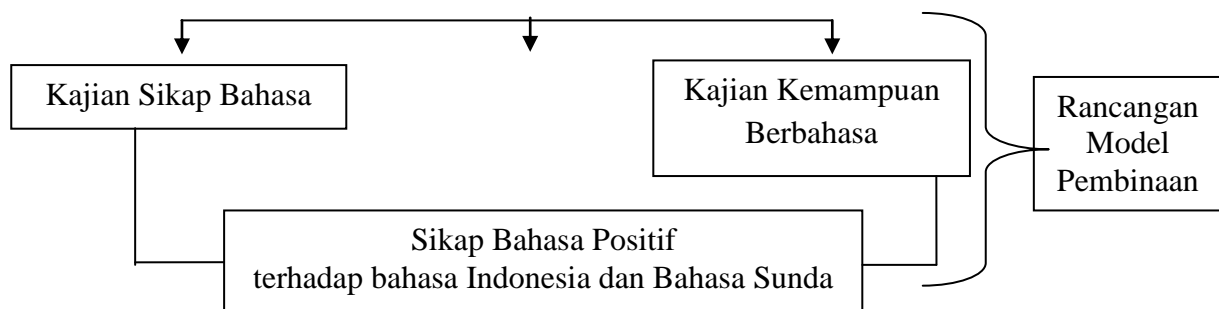 Kajian Sikap Bahasa
Kajian Kemampuan
Berbahasa
Rancangan
Model
Pembinaan
Sikap Bahasa Positif
terhadap bahasa Indonesia dan Bahasa Sunda